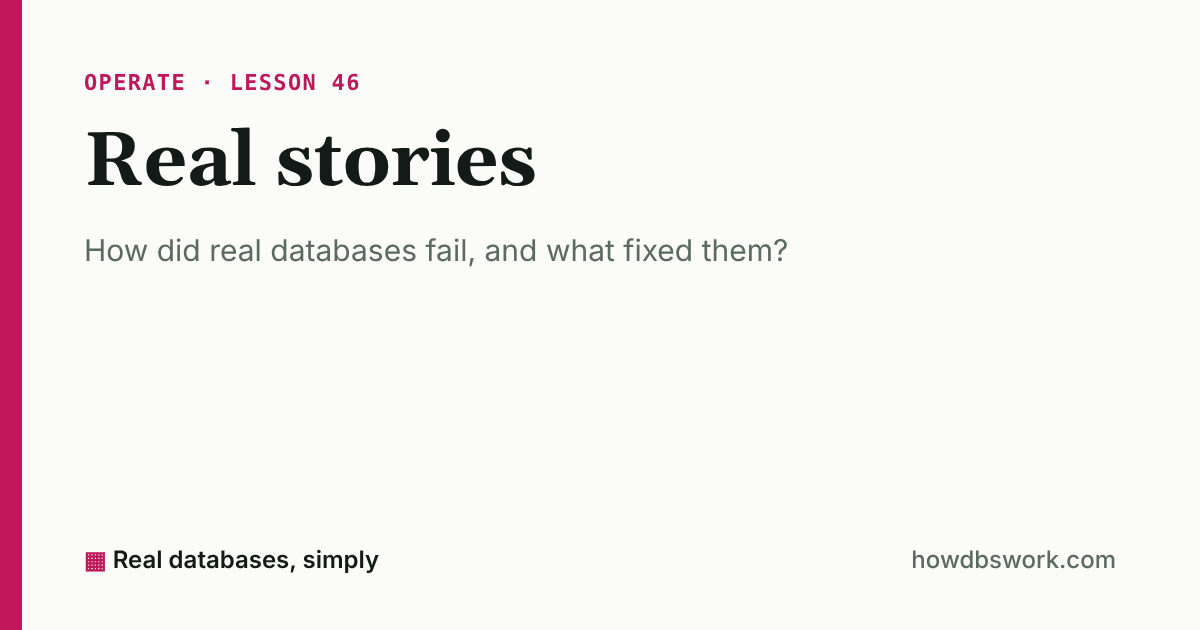 OPERATE · LESSON 46
Real stories
How did real databases fail, and what fixed them?
Real databases, simply
howdbswork.com